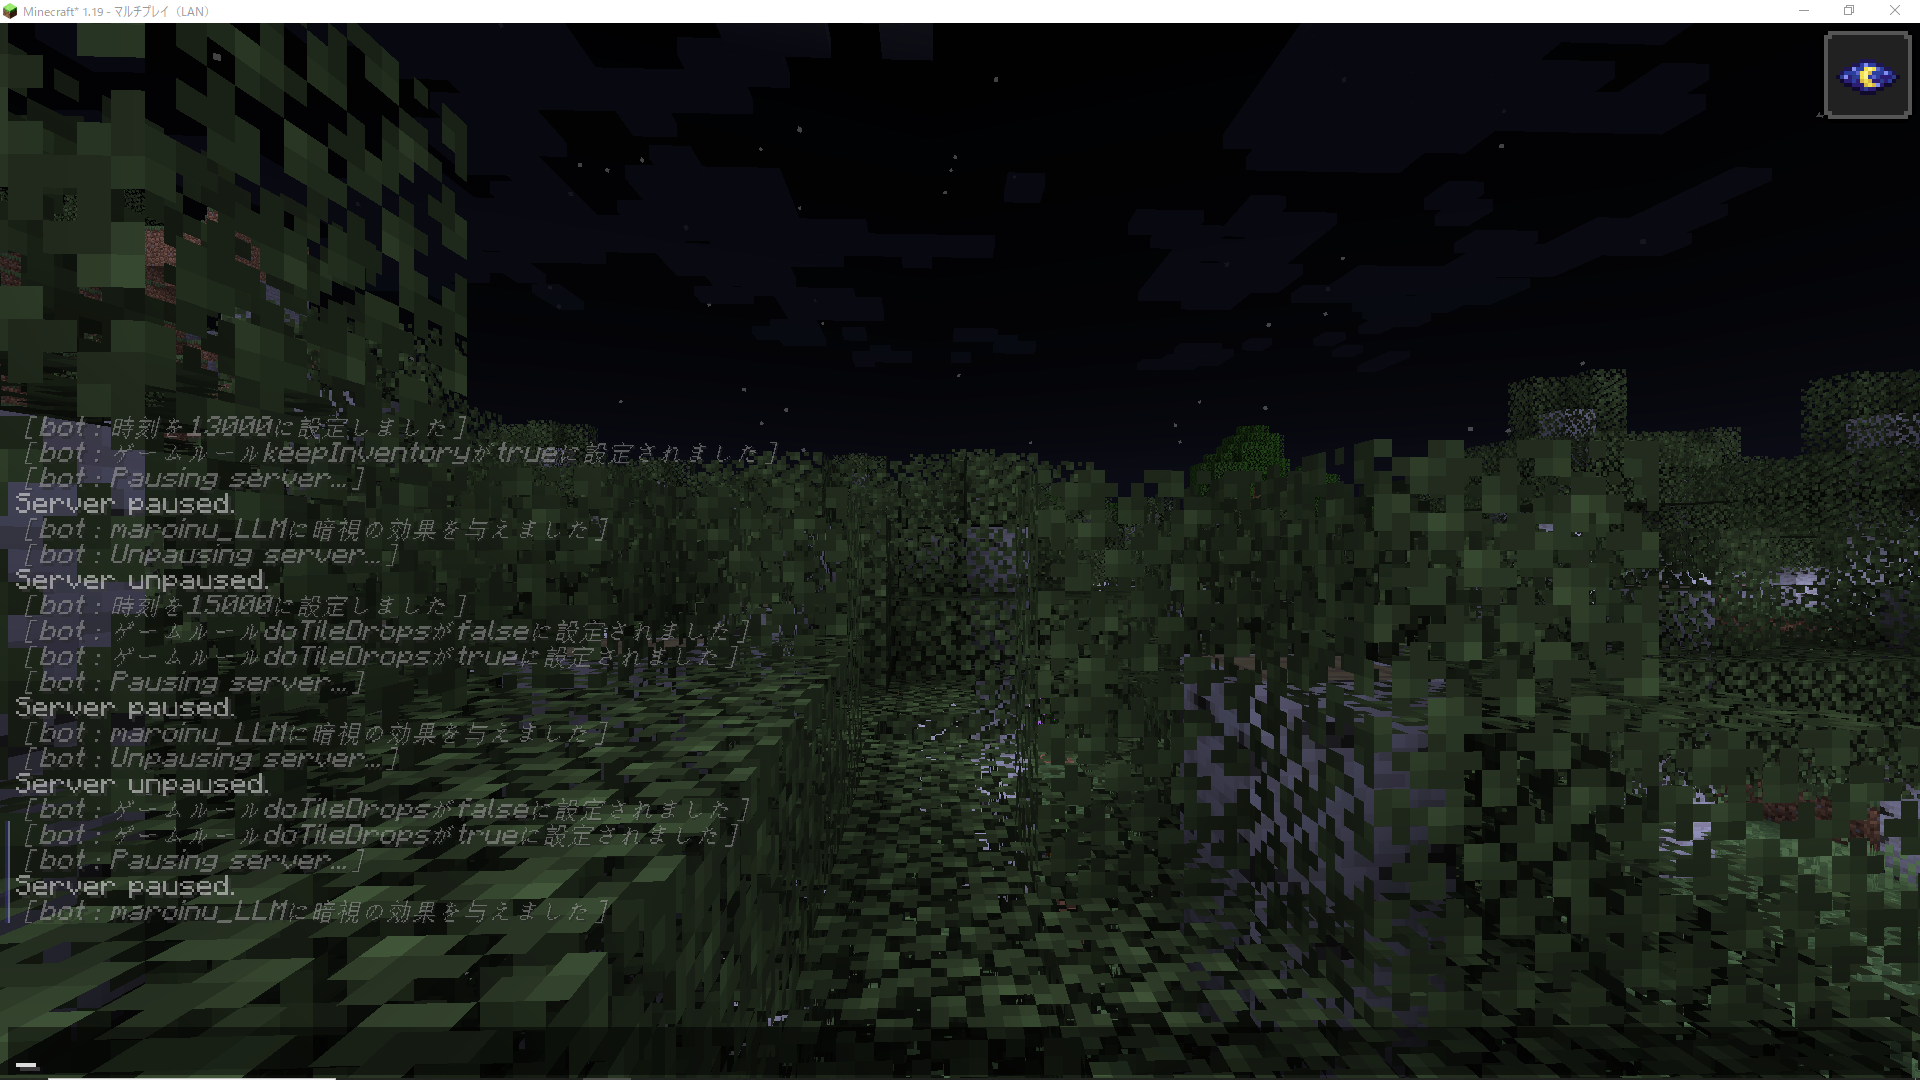 Minecraft* 1.19 - マルチプレイ（LAN）
[bot: 時刻を13000に設定しました]
[bot: ゲームルールkeepInventoryがtrueに設定されました]
[bot: Pausing server...]
Server paused.
[bot: maroinu_LLMに暗視の効果を与えました]
[bot: Unpausing server...]
Server unpaused.
[bot: 時刻を15000に設定しました]
[bot: ゲームルールdoTileDropsがfalseに設定されました]
[bot: ゲームルールdoTileDropsがtrueに設定されました]
[bot: Pausing server...]
Server paused.
[bot: maroinu_LLMに暗視の効果を与えました]
[bot: Unpausing server...]
Server unpaused.
[bot: ゲームルールdoTileDropsがfalseに設定されました]
[bot: ゲームルールdoTileDropsがtrueに設定されました]
[bot: Pausing server...]
Server paused.
[bot: maroinu_LLMに暗視の効果を与えました]